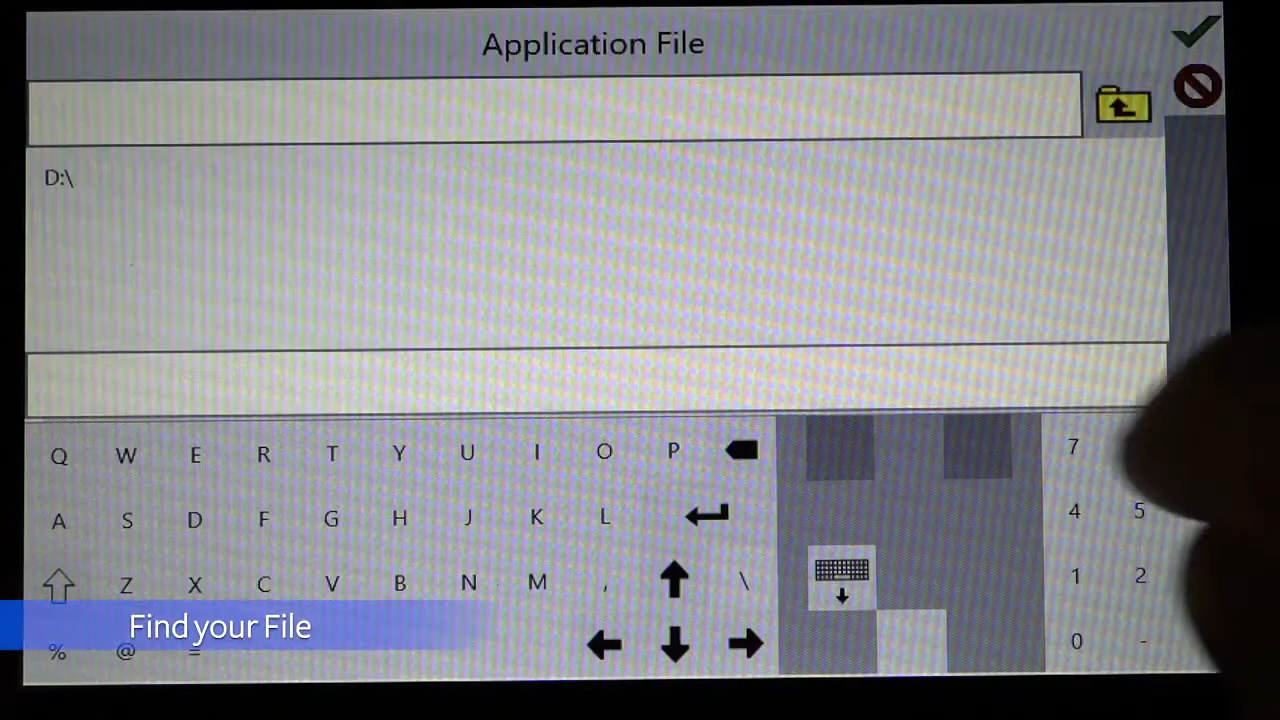 Application File
D:\
Q W E R T Y U I O P 7
A S D F G H J K L 4 5
Z X C V B N M , \ 1 2
Find your File
% @ = 0 -